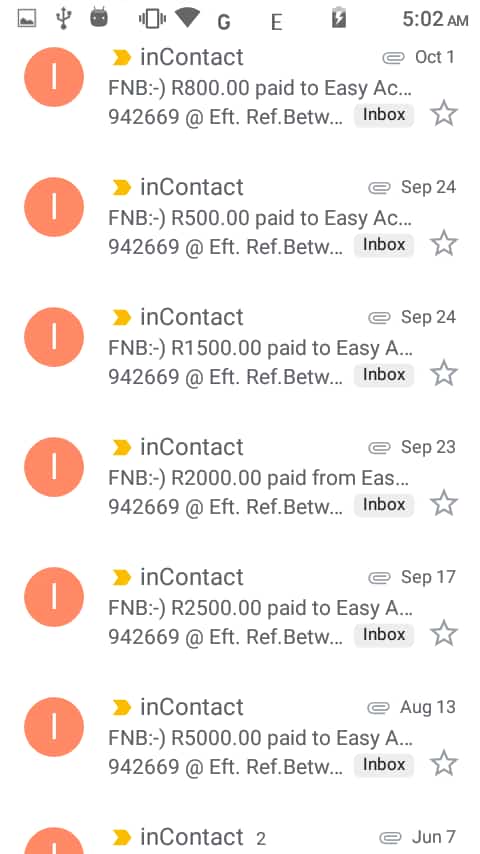 G E 5:02 AM
I inContact Oct 1
FNB:-) R800.00 paid to Easy Ac...
942669 @ Eft. Ref.Betw... Inbox
I inContact Sep 24
FNB:-) R500.00 paid to Easy Ac...
942669 @ Eft. Ref.Betw... Inbox
I inContact Sep 24
FNB:-) R1500.00 paid to Easy A...
942669 @ Eft. Ref.Betw... Inbox
I inContact Sep 23
FNB:-) R2000.00 paid from Eas...
942669 @ Eft. Ref.Betw... Inbox
I inContact Sep 17
FNB:-) R2500.00 paid to Easy A...
942669 @ Eft. Ref.Betw... Inbox
I inContact Aug 13
FNB:-) R5000.00 paid to Easy A...
942669 @ Eft. Ref.Betw... Inbox
I inContact 2 Jun 7